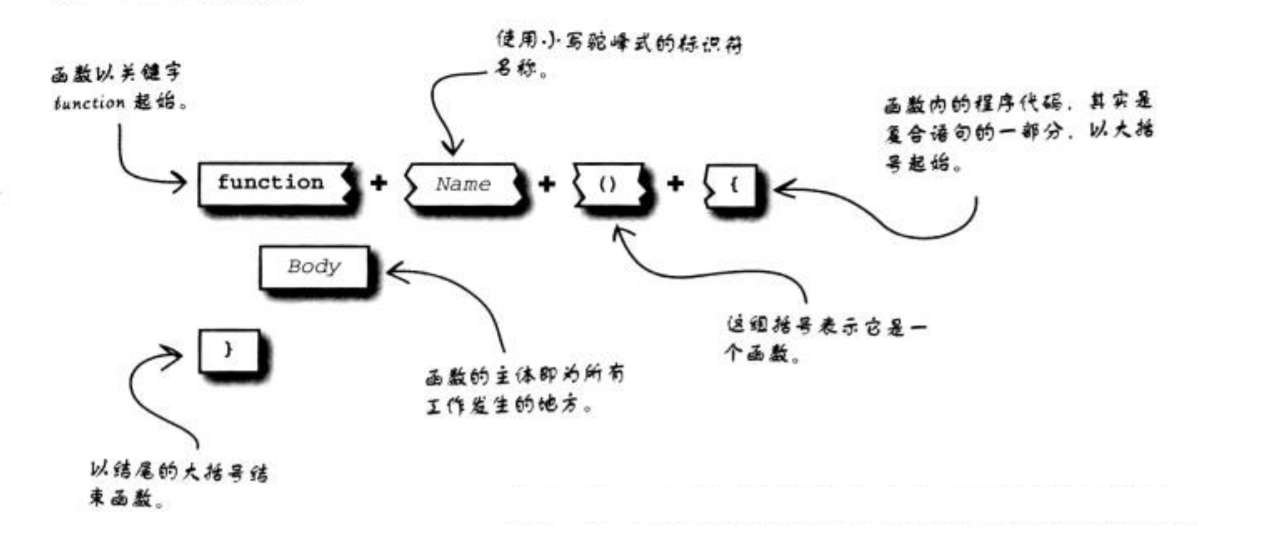 使用小写驼峰式的标识符
名称。
函数以关键字
function 起始。
函数内的程序代码，其实是
复合语句的一部分，以大括
号起始。
function + Name + () + {
Body
这组括号表示它是一
个函数。
}
函数的主体即为所有
工作发生的地方。
以结尾的大括号结
束函数。